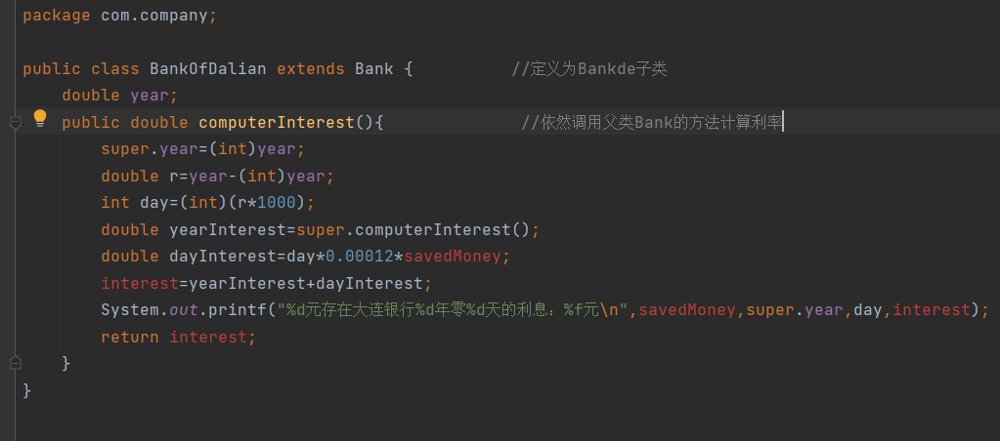 package com.company;
public class BankOfDalian extends Bank { //定义为Bankde子类
double year;
public double computerInterest(){ //依然调用父类Bank的方法计算利率
super.year=(int)year;
double r=year-(int)year;
int day=(int)(r*1000);
double yearInterest=super.computerInterest();
double dayInterest=day*0.00012*savedMoney;
interest=yearInterest+dayInterest;
System.out.printf("%d元存在大连银行%d年零%d天的利息：%f元\n",savedMoney,super.year,day,interest);
return interest;
}
}